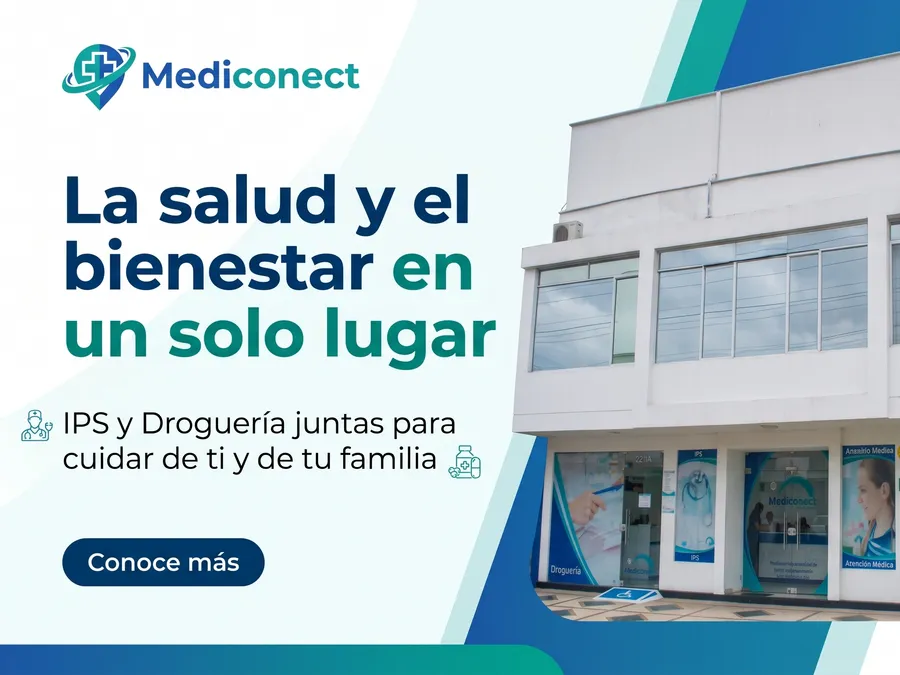 Mediconect
La salud y el
bienestar en
un solo lugar
IPS y Droguería juntas para
cuidar de ti y de tu familia
Conoce más
IPS
Mediconect
Droguería
IPS
Atención Médica